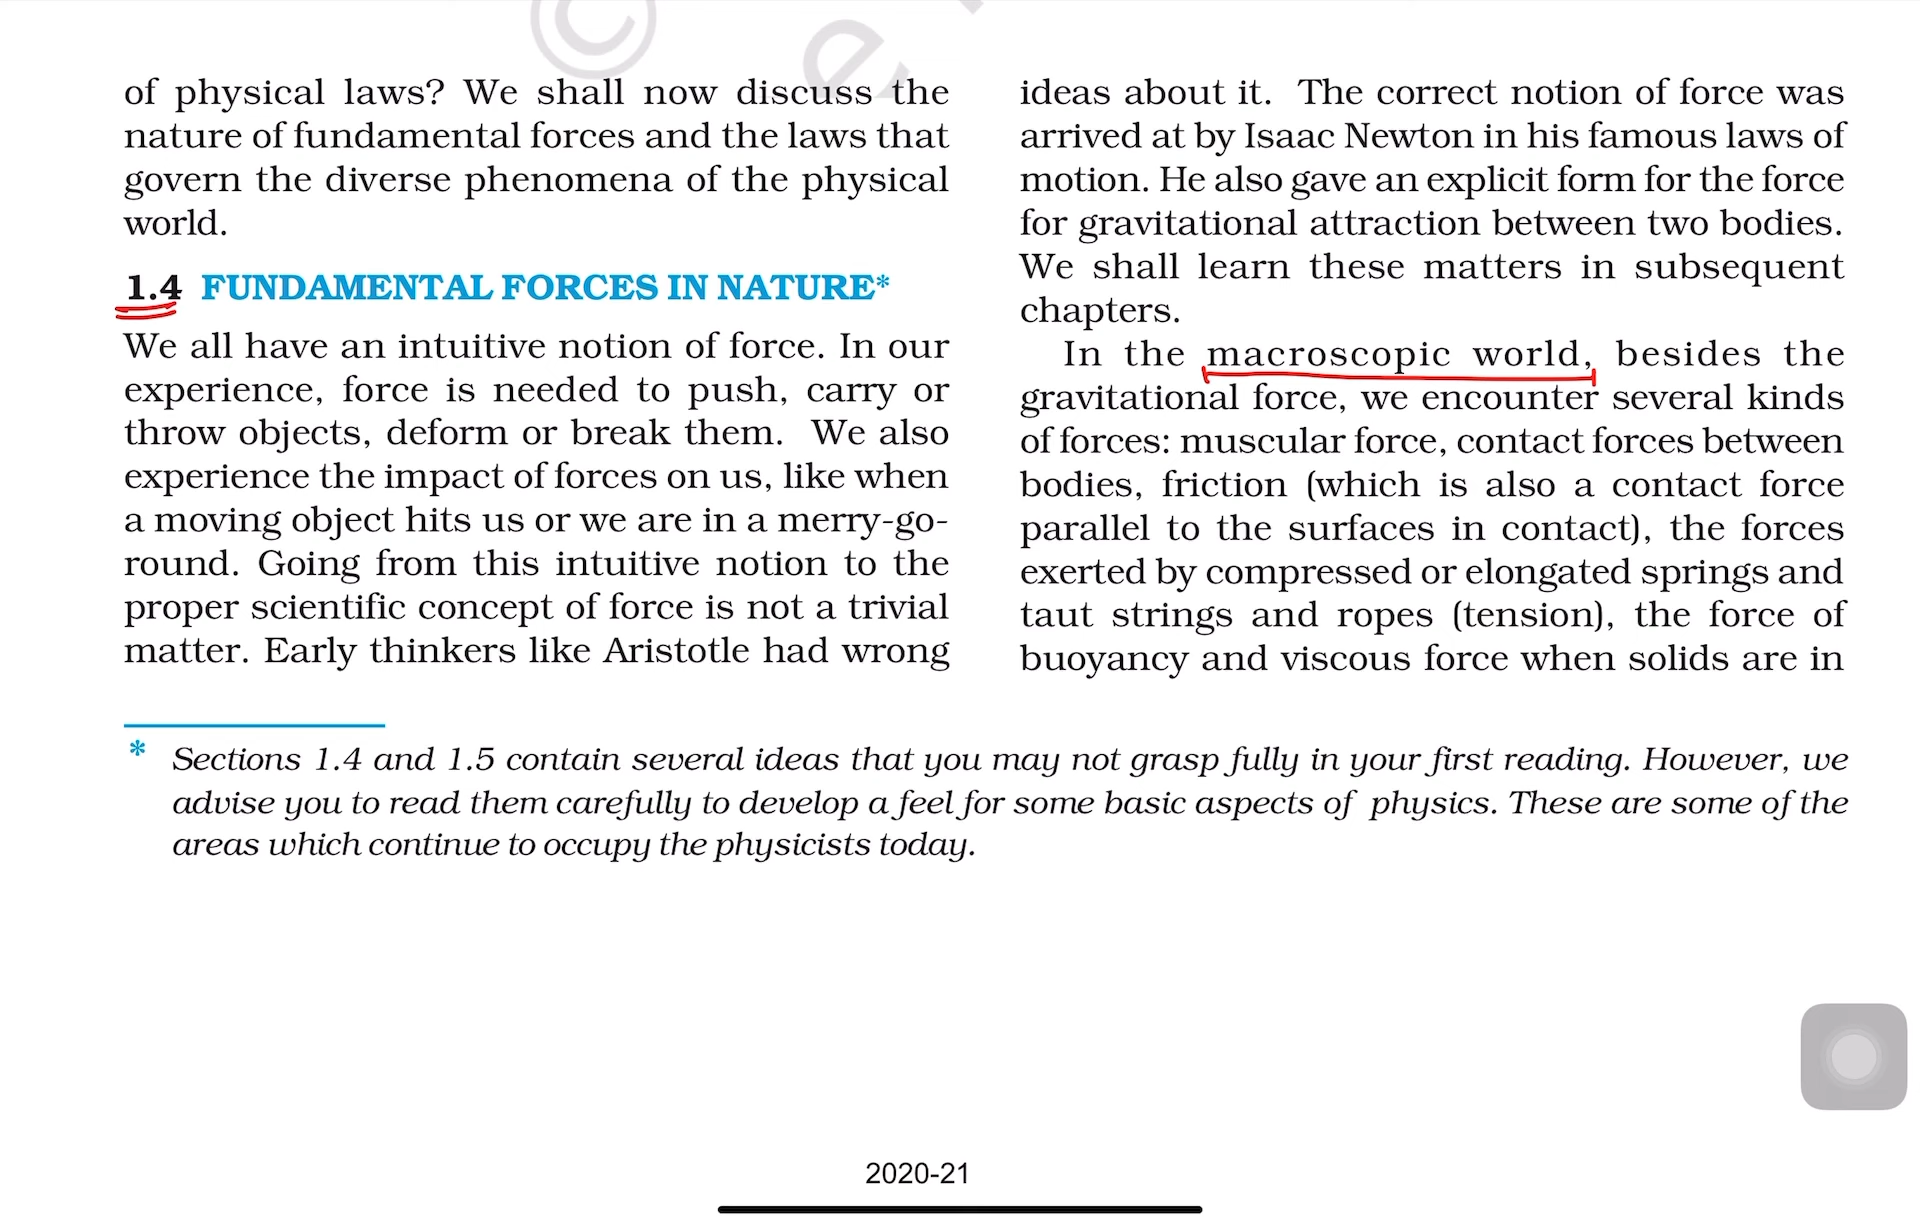 of physical laws? We shall now discuss the
nature of fundamental forces and the laws that
govern the diverse phenomena of the physical
world.
1.4 FUNDAMENTAL FORCES IN NATURE*
We all have an intuitive notion of force. In our
experience, force is needed to push, carry or
throw objects, deform or break them. We also
experience the impact of forces on us, like when
a moving object hits us or we are in a merry-go-
round. Going from this intuitive notion to the
proper scientific concept of force is not a trivial
matter. Early thinkers like Aristotle had wrong
ideas about it. The correct notion of force was
arrived at by Isaac Newton in his famous laws of
motion. He also gave an explicit form for the force
for gravitational attraction between two bodies.
We shall learn these matters in subsequent
chapters.
In the macroscopic world, besides the
gravitational force, we encounter several kinds
of forces: muscular force, contact forces between
bodies, friction (which is also a contact force
parallel to the surfaces in contact), the forces
exerted by compressed or elongated springs and
taut strings and ropes (tension), the force of
buoyancy and viscous force when solids are in
* Sections 1.4 and 1.5 contain several ideas that you may not grasp fully in your first reading. However, we
advise you to read them carefully to develop a feel for some basic aspects of physics. These are some of the
areas which continue to occupy the physicists today.
2020-21